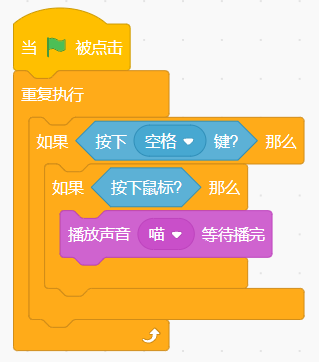 当 被点击
重复执行
如果 按下 空格 键? 那么
如果 按下鼠标? 那么
播放声音 喵 等待播完